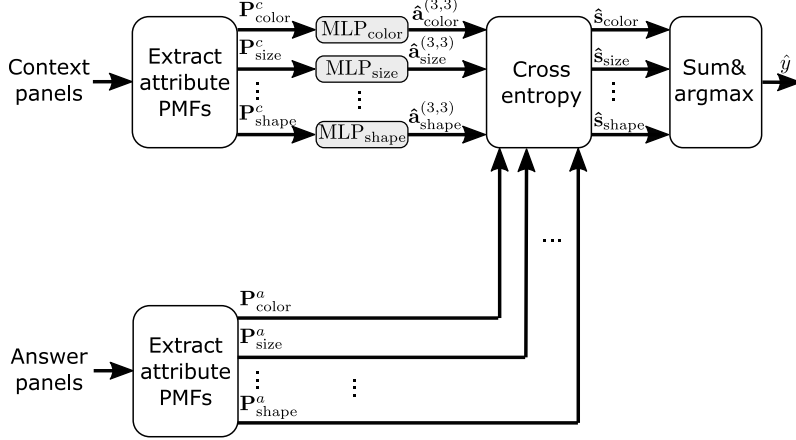 Context
panels
Extract
attribute
PMFs
P^c_color
P^c_size
⋮
P^c_shape
MLP_color
MLP_size
⋮
MLP_shape
â^(3,3)_color
â^(3,3)_size
â^(3,3)_shape
Cross
entropy
ŝ_color
ŝ_size
⋮
ŝ_shape
Sum&
argmax
ŷ
...
Answer
panels
Extract
attribute
PMFs
P^a_color
P^a_size
⋮
⋮
P^a_shape